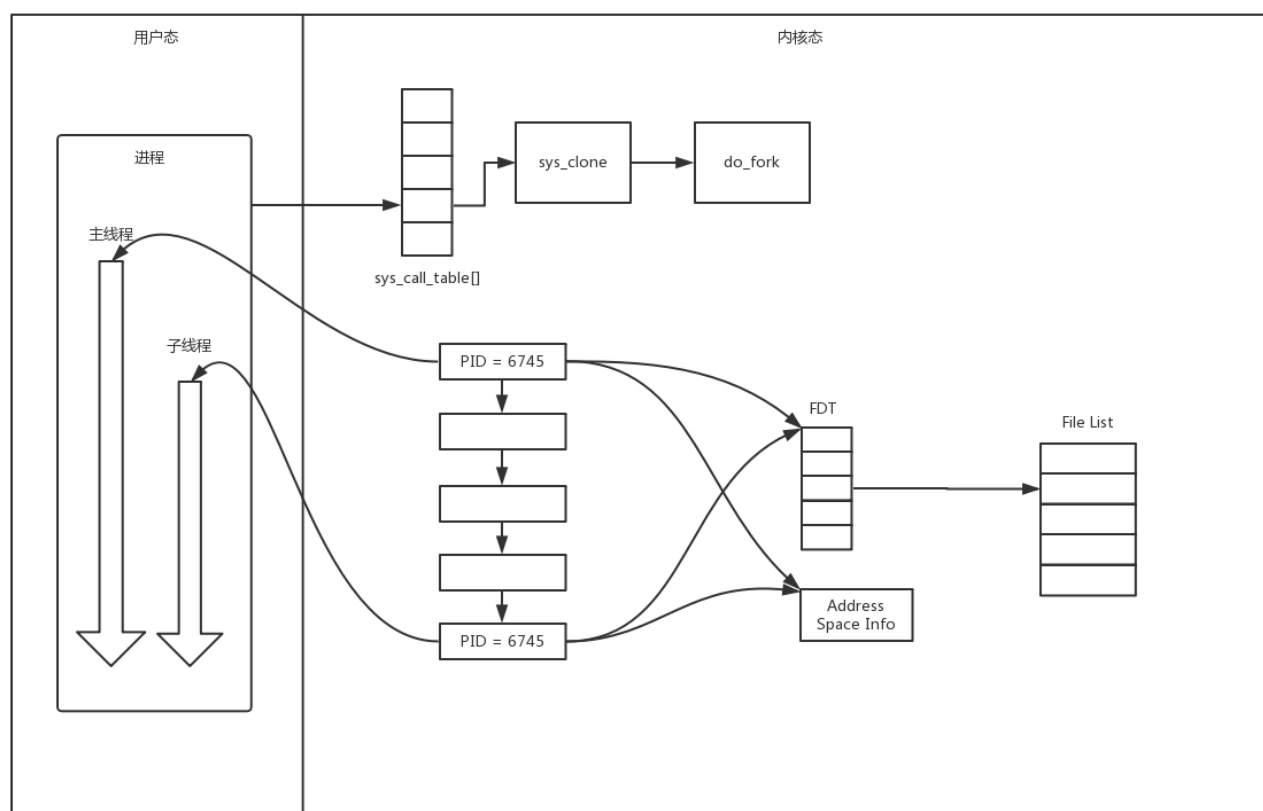 用户态
内核态
进程
sys_clone
do_fork
主线程
sys_call_table[]
子线程
PID = 6745
FDT
File List
Address
Space Info
PID = 6745